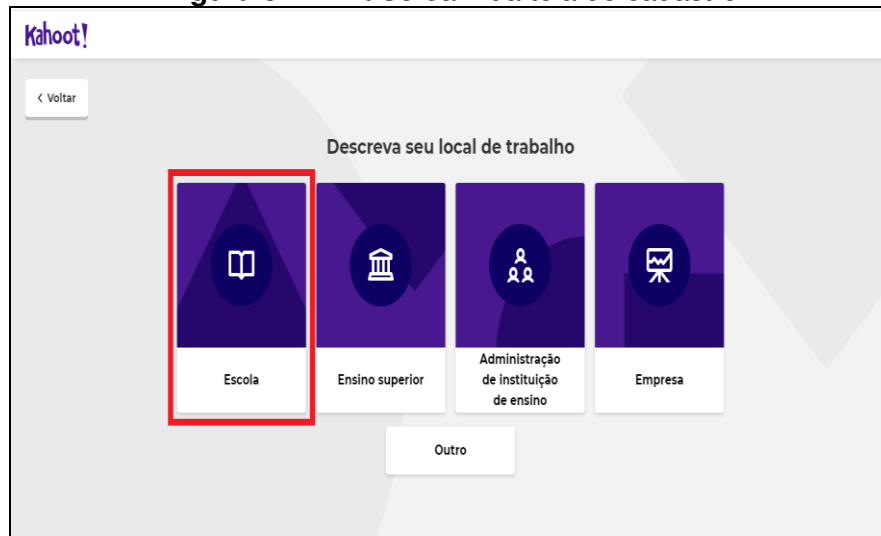 Kahoot!
< Voltar
Descreva seu local de trabalho
Escola
Ensino superior
Administração
de instituição
de ensino
Empresa
Outro